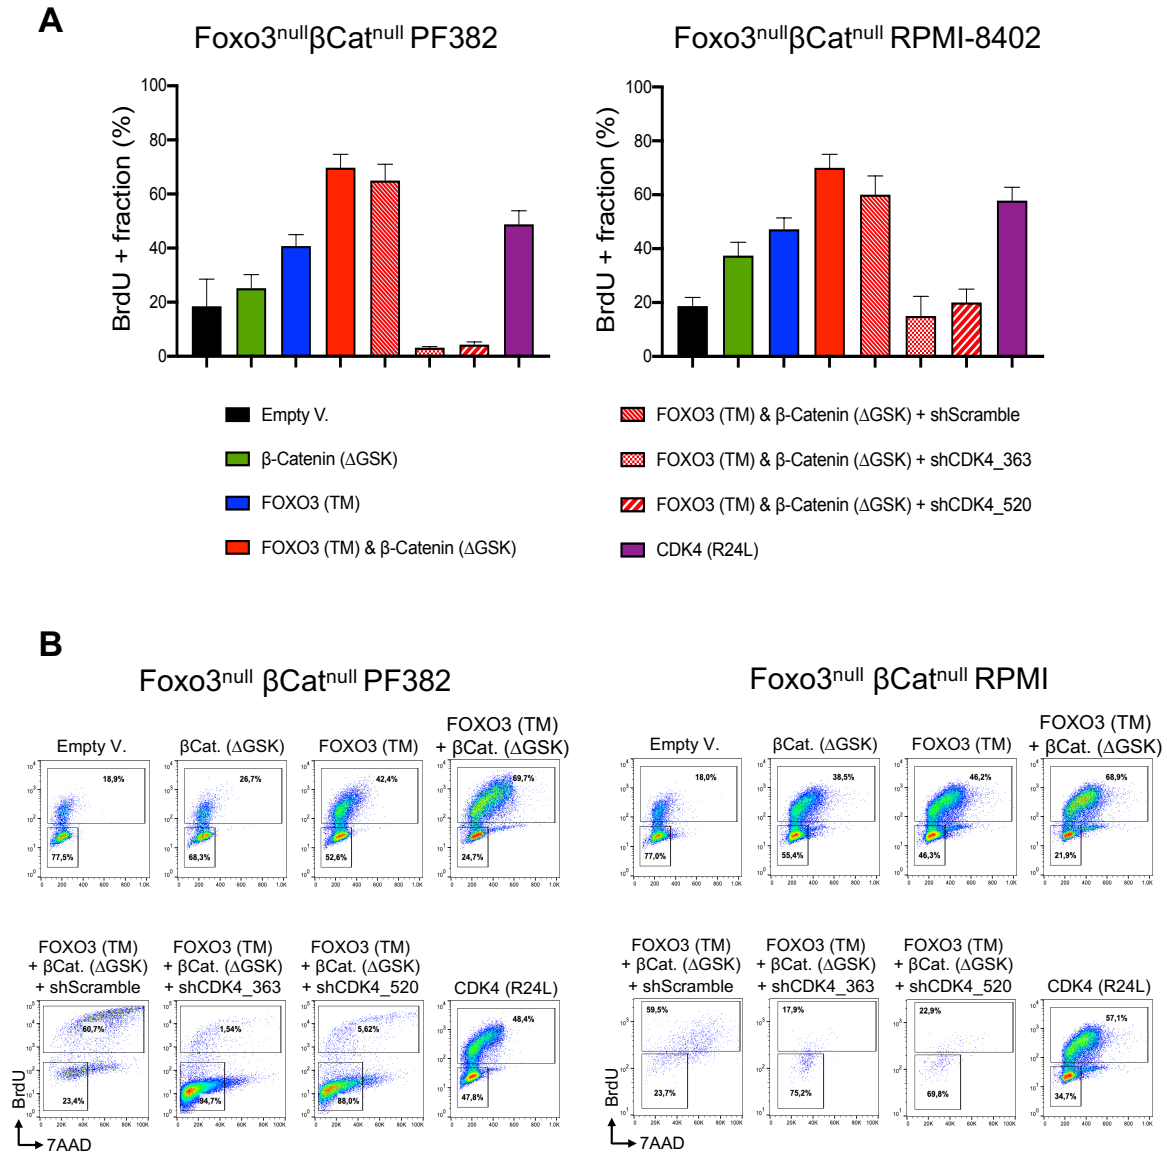 A
Foxo3nullβCatnull PF382
Foxo3nullβCatnull RPMI-8402
BrdU + fraction (%)
100
80
60
40
20
0
BrdU + fraction (%)
100
80
60
40
20
0
Empty V.
β-Catenin (ΔGSK)
FOXO3 (TM)
FOXO3 (TM) & β-Catenin (ΔGSK)
FOXO3 (TM) & β-Catenin (ΔGSK) + shScramble
FOXO3 (TM) & β-Catenin (ΔGSK) + shCDK4_363
FOXO3 (TM) & β-Catenin (ΔGSK) + shCDK4_520
CDK4 (R24L)
B
Foxo3null βCatnull PF382
Foxo3null βCatnull RPMI
Empty V.
18,9%
77,5%
βCat. (ΔGSK)
26,7%
68,3%
FOXO3 (TM)
42,4%
52,6%
FOXO3 (TM)
+ βCat. (ΔGSK)
69,7%
24,7%
Empty V.
18,0%
77,0%
βCat. (ΔGSK)
38,5%
55,4%
FOXO3 (TM)
46,2%
46,3%
FOXO3 (TM)
+ βCat. (ΔGSK)
68,9%
21,9%
FOXO3 (TM)
+ βCat. (ΔGSK)
+ shScramble
60,7%
23,4%
FOXO3 (TM)
+ βCat. (ΔGSK)
+ shCDK4_363
1,54%
94,7%
FOXO3 (TM)
+ βCat. (ΔGSK)
+ shCDK4_520
5,62%
88,0%
CDK4 (R24L)
48,4%
47,8%
BrdU
7AAD
FOXO3 (TM)
+ βCat. (ΔGSK)
+ shScramble
59,5%
23,7%
FOXO3 (TM)
+ βCat. (ΔGSK)
+ shCDK4_363
17,9%
75,2%
FOXO3 (TM)
+ βCat. (ΔGSK)
+ shCDK4_520
22,9%
69,8%
CDK4 (R24L)
57,1%
34,7%
BrdU
7AAD